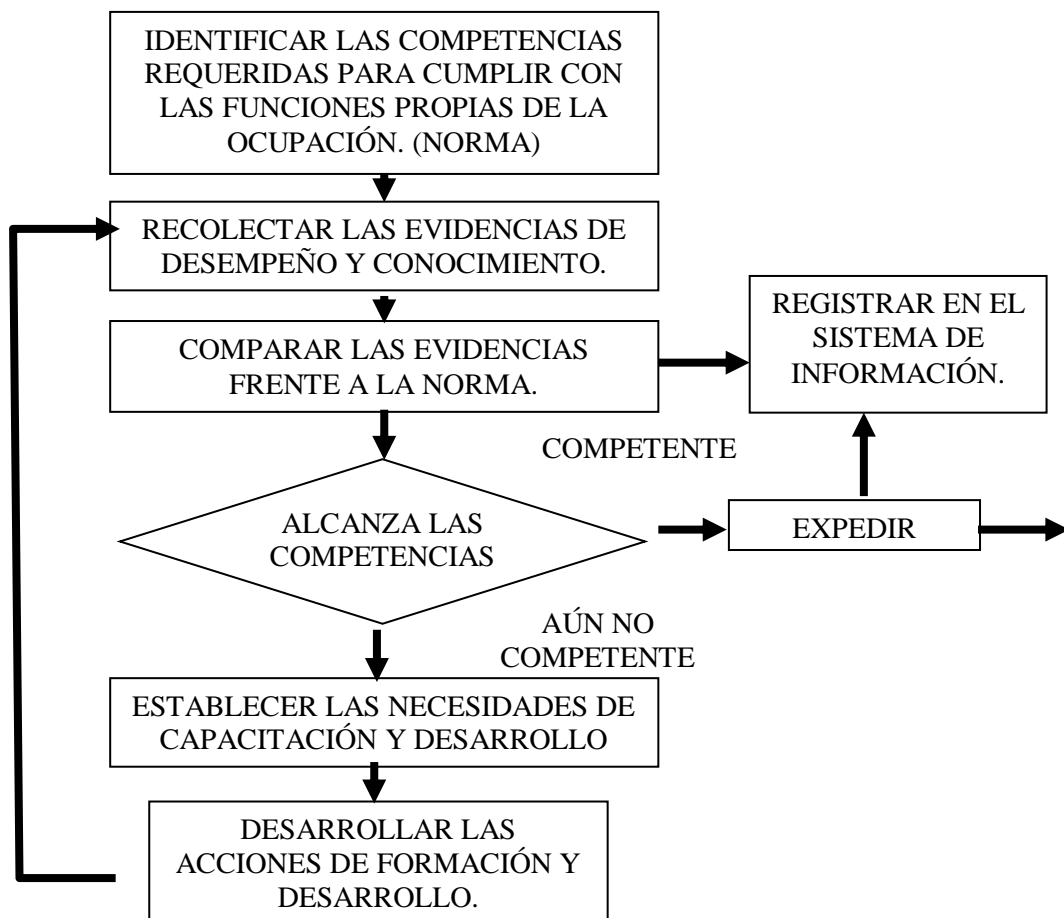 IDENTIFICAR LAS COMPETENCIAS
REQUERIDAS PARA CUMPLIR CON
LAS FUNCIONES PROPIAS DE LA
OCUPACIÓN. (NORMA)
RECOLECTAR LAS EVIDENCIAS DE
DESEMPEÑO Y CONOCIMIENTO.
COMPARAR LAS EVIDENCIAS
FRENTE A LA NORMA.
REGISTRAR EN EL
SISTEMA DE
INFORMACIÓN.
COMPETENTE
ALCANZA LAS
COMPETENCIAS
EXPEDIR
AÚN NO
COMPETENTE
ESTABLECER LAS NECESIDADES DE
CAPACITACIÓN Y DESARROLLO
DESARROLLAR LAS
ACCIONES DE FORMACIÓN Y
DESARROLLO.